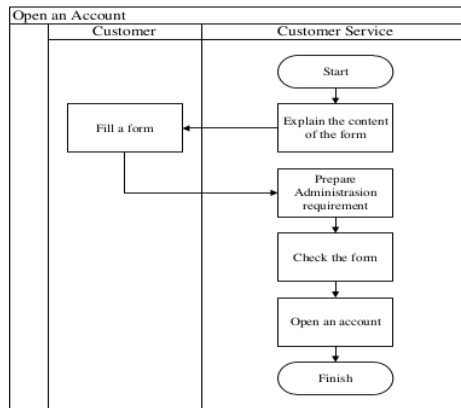 Open an Account
Customer
Customer Service
Start
Explain the content
of the form
Fill a form
Prepare
Administrasion
requirement
Check the form
Open an account
Finish